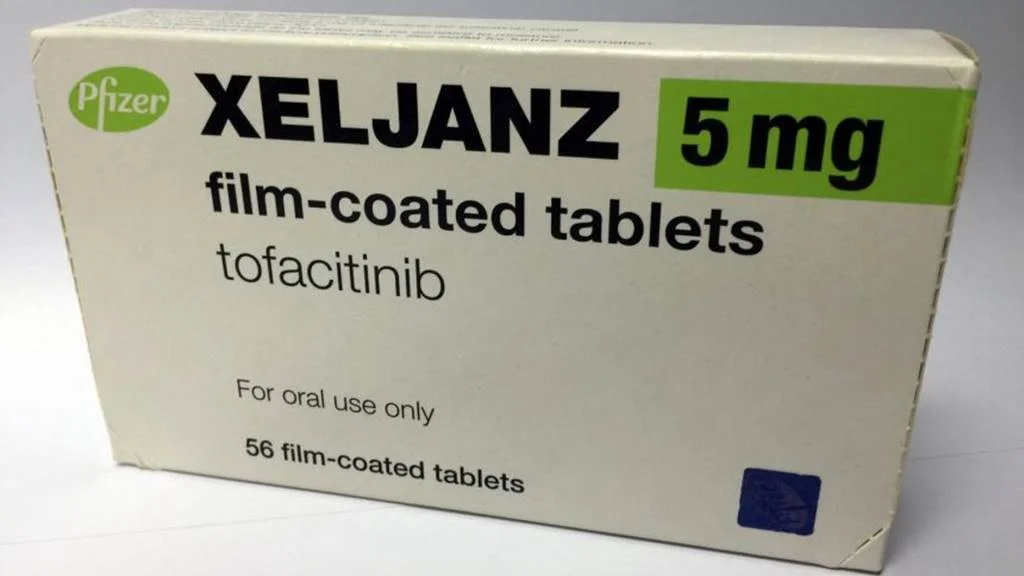 Pfizer
XELJANZ 5 mg
film-coated tablets
tofacitinib
For oral use only
56 film-coated tablets